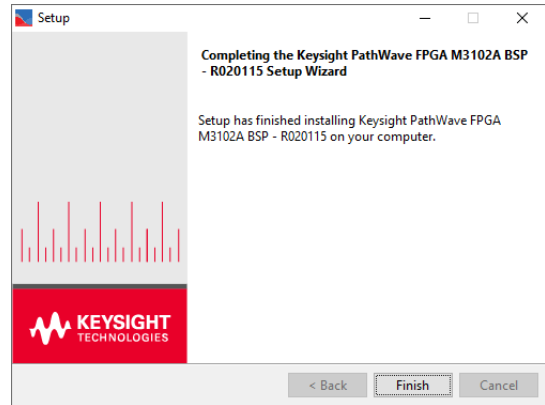 Setup
Completing the Keysight PathWave FPGA M3102A BSP
- R020115 Setup Wizard
Setup has finished installing Keysight PathWave FPGA
M3102A BSP - R020115 on your computer.
KEYSIGHT
TECHNOLOGIES
< Back
Finish
Cancel